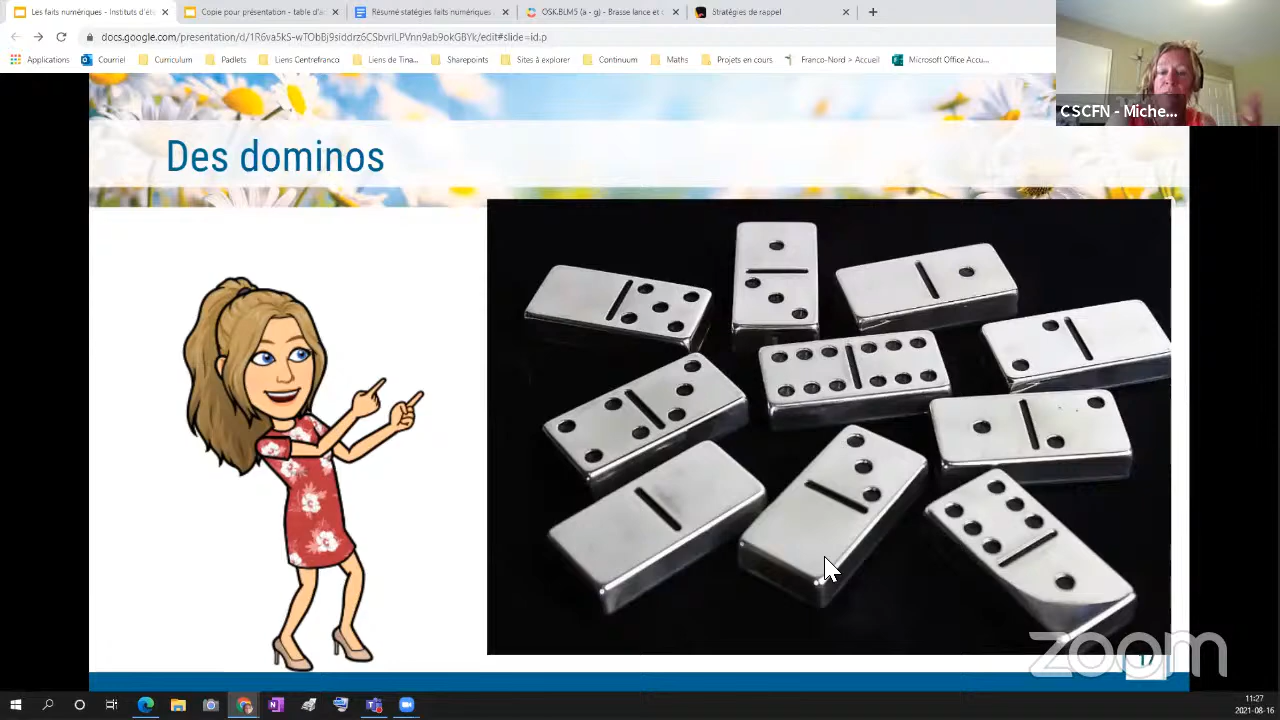 Les faits numériques - Instituts d'ét
Copie pour présentation - table d'a
Résumé statégies faits numériques
OSK.BLM5 (a - g) - Brasse lance et c
Stratégies de rappel
docs.google.com/presentation/d/1R6va5kS-wTObBj9siddrz6CSbvrlLPVnn9ab9okGBYk/edit#slide=id.p
Applications Courriel Curriculum Padlets Liens Centrefranco Liens de Tina... Sharepoints Sites à explorer Continuum Maths Projets en cours Franco-Nord > Accueil Microsoft Office Accu...
CSCFN - Miche...
Des dominos
zoom
17
11:27
2021-08-16